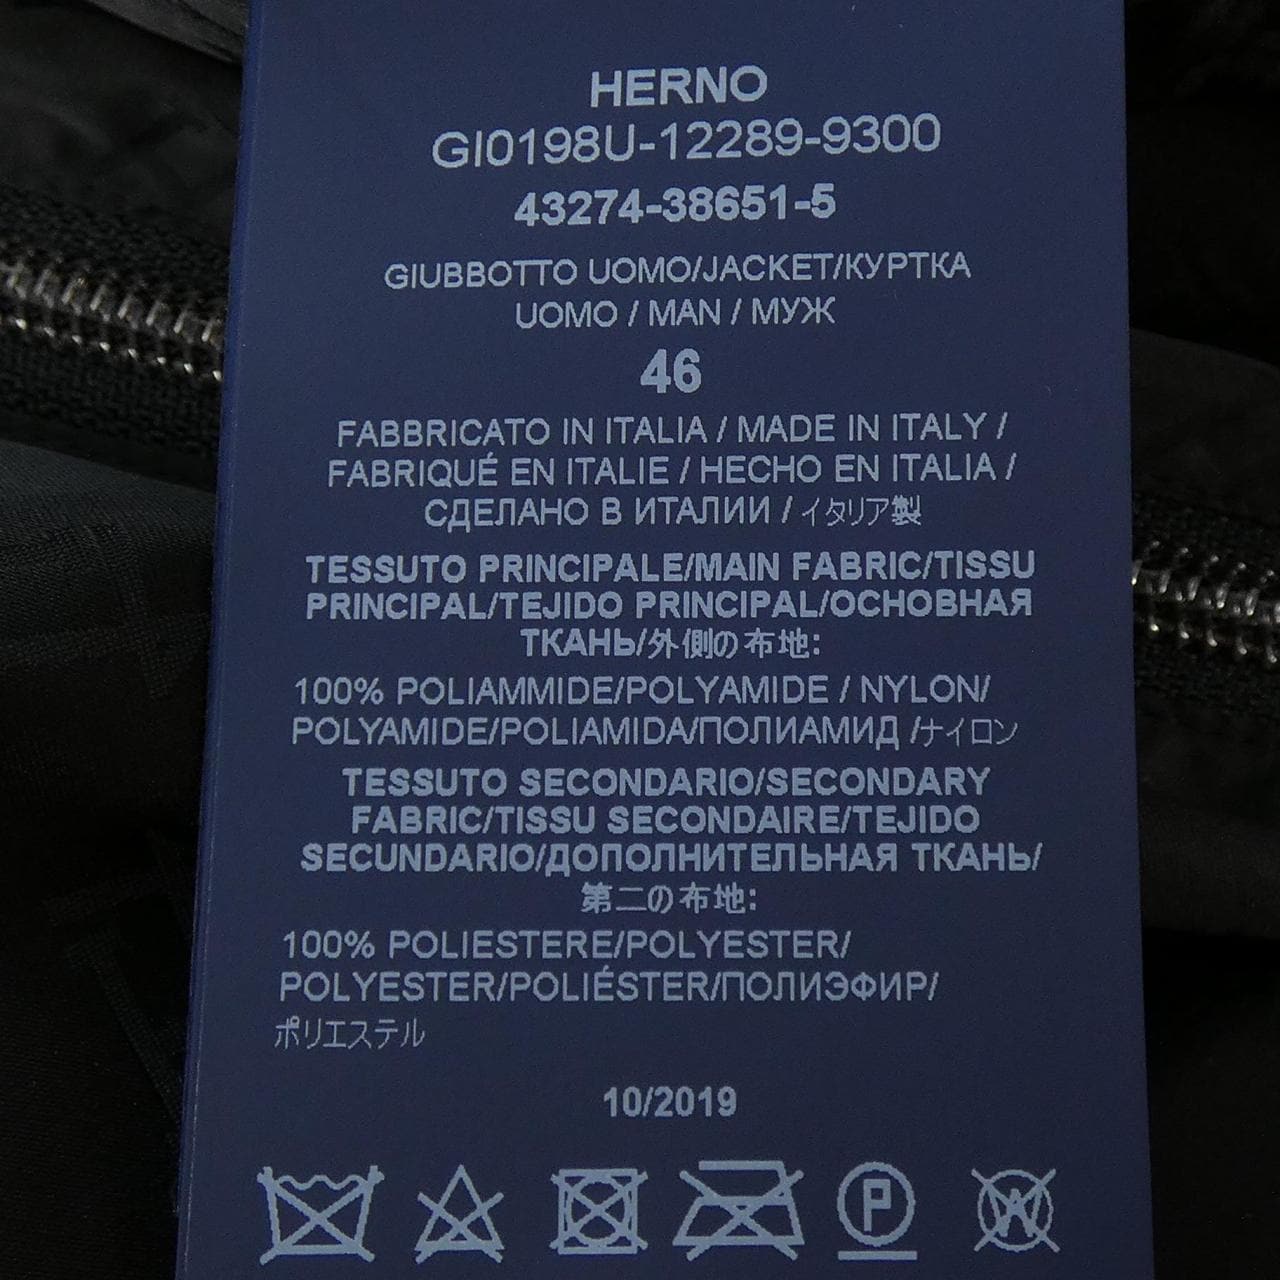 HERNO
GI0198U-12289-9300
43274-38651-5
GIUBBOTTO UOMO/JACKET/КУРТКА
UOMO / MAN / МУЖ
46
FABBRICATO IN ITALIA / MADE IN ITALY /
FABRIQUÉ EN ITALIE / HECHO EN ITALIA /
СДЕЛАНО В ИТАЛИИ / イタリア製
TESSUTO PRINCIPALE/MAIN FABRIC/TISSU
PRINCIPAL/TEJIDO PRINCIPAL/ОСНОВНАЯ
ТКАНЬ/外側の布地:
100% POLIAMMIDE/POLYAMIDE / NYLON/
POLYAMIDE/POLIAMIDA/ПОЛИАМИД /ナイロン
TESSUTO SECONDARIO/SECONDARY
FABRIC/TISSU SECONDAIRE/TEJIDO
SECUNDARIO/ДОПОЛНИТЕЛЬНАЯ ТКАНЬ/
第二の布地:
100% POLIESTERE/POLYESTER/
POLYESTER/POLIÉSTER/ПОЛИЭФИР/
ポリエステル
10/2019
P W